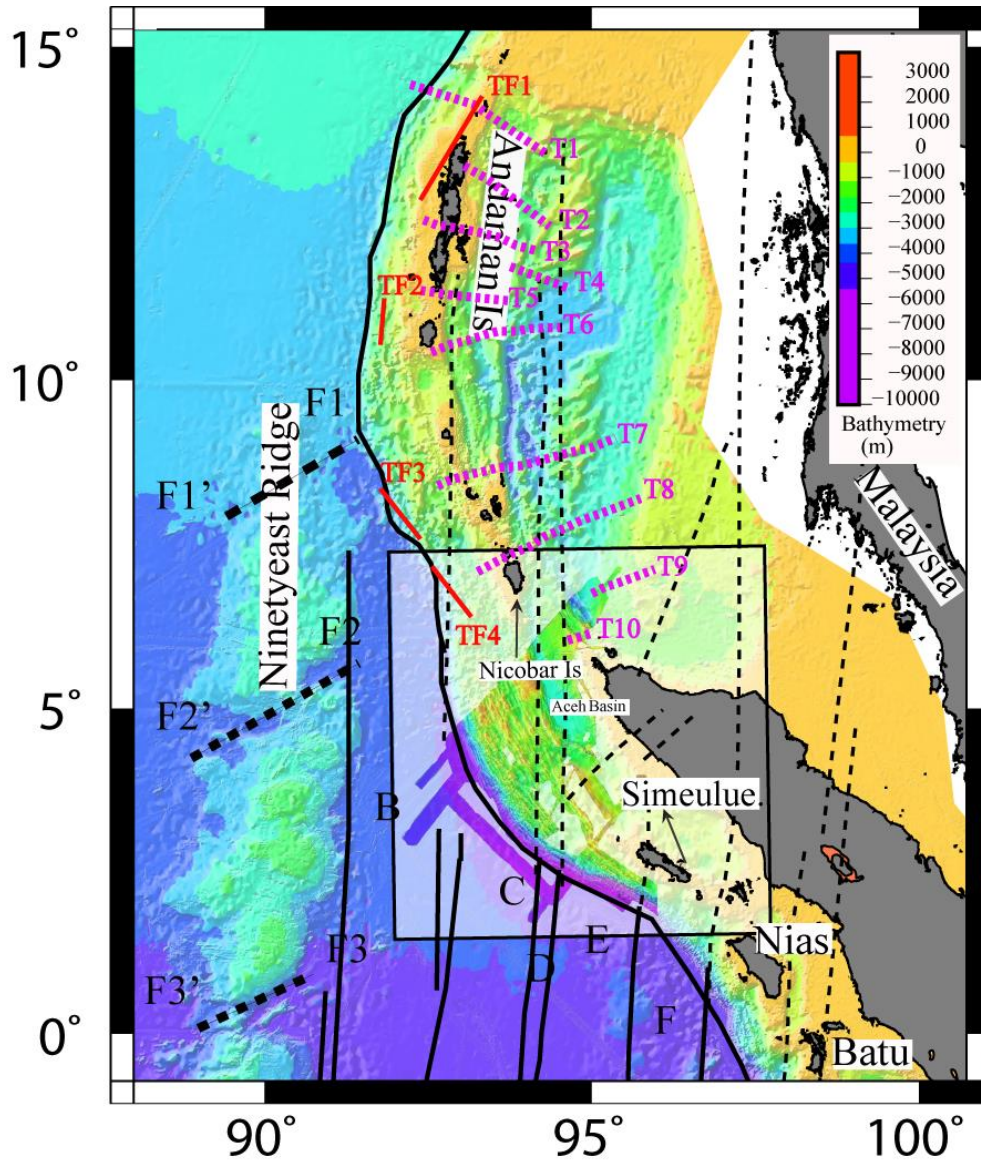 15°
10°
5°
0°
90°
95°
100°
3000
2000
1000
0
−1000
−2000
−3000
−4000
−5000
−6000
−7000
−8000
−9000
−10000
Bathymetry
(m)
TF1
T1
Andaman Is
T2
T3
T4
TF2
T5
T6
F1
T7
TF3
F1’
T8
Ninetyeast Ridge
Malaysia
T9
TF4
T10
F2
Nicobar Is
F2’
Aceh Basin
B
Simeulue
C
E
F3
D
Nias
F3’
F
Batu